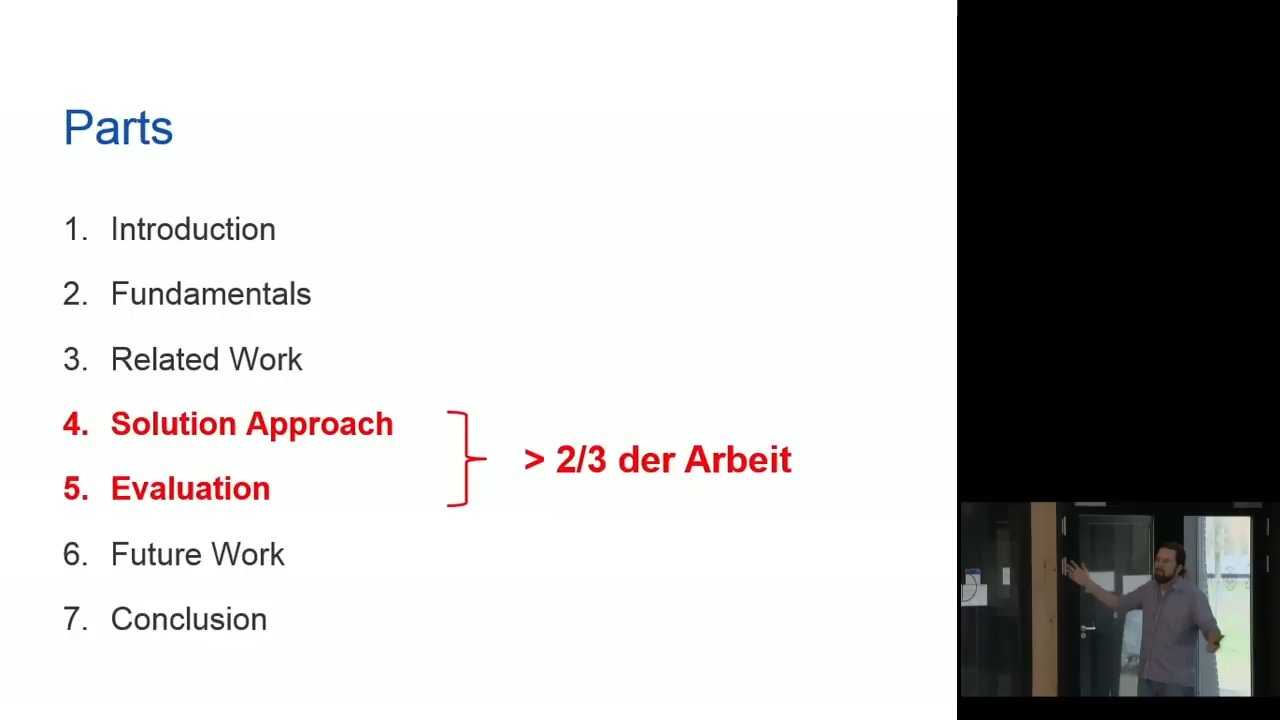 Parts
1. Introduction
2. Fundamentals
3. Related Work
4. Solution Approach
5. Evaluation
> 2/3 der Arbeit
6. Future Work
7. Conclusion